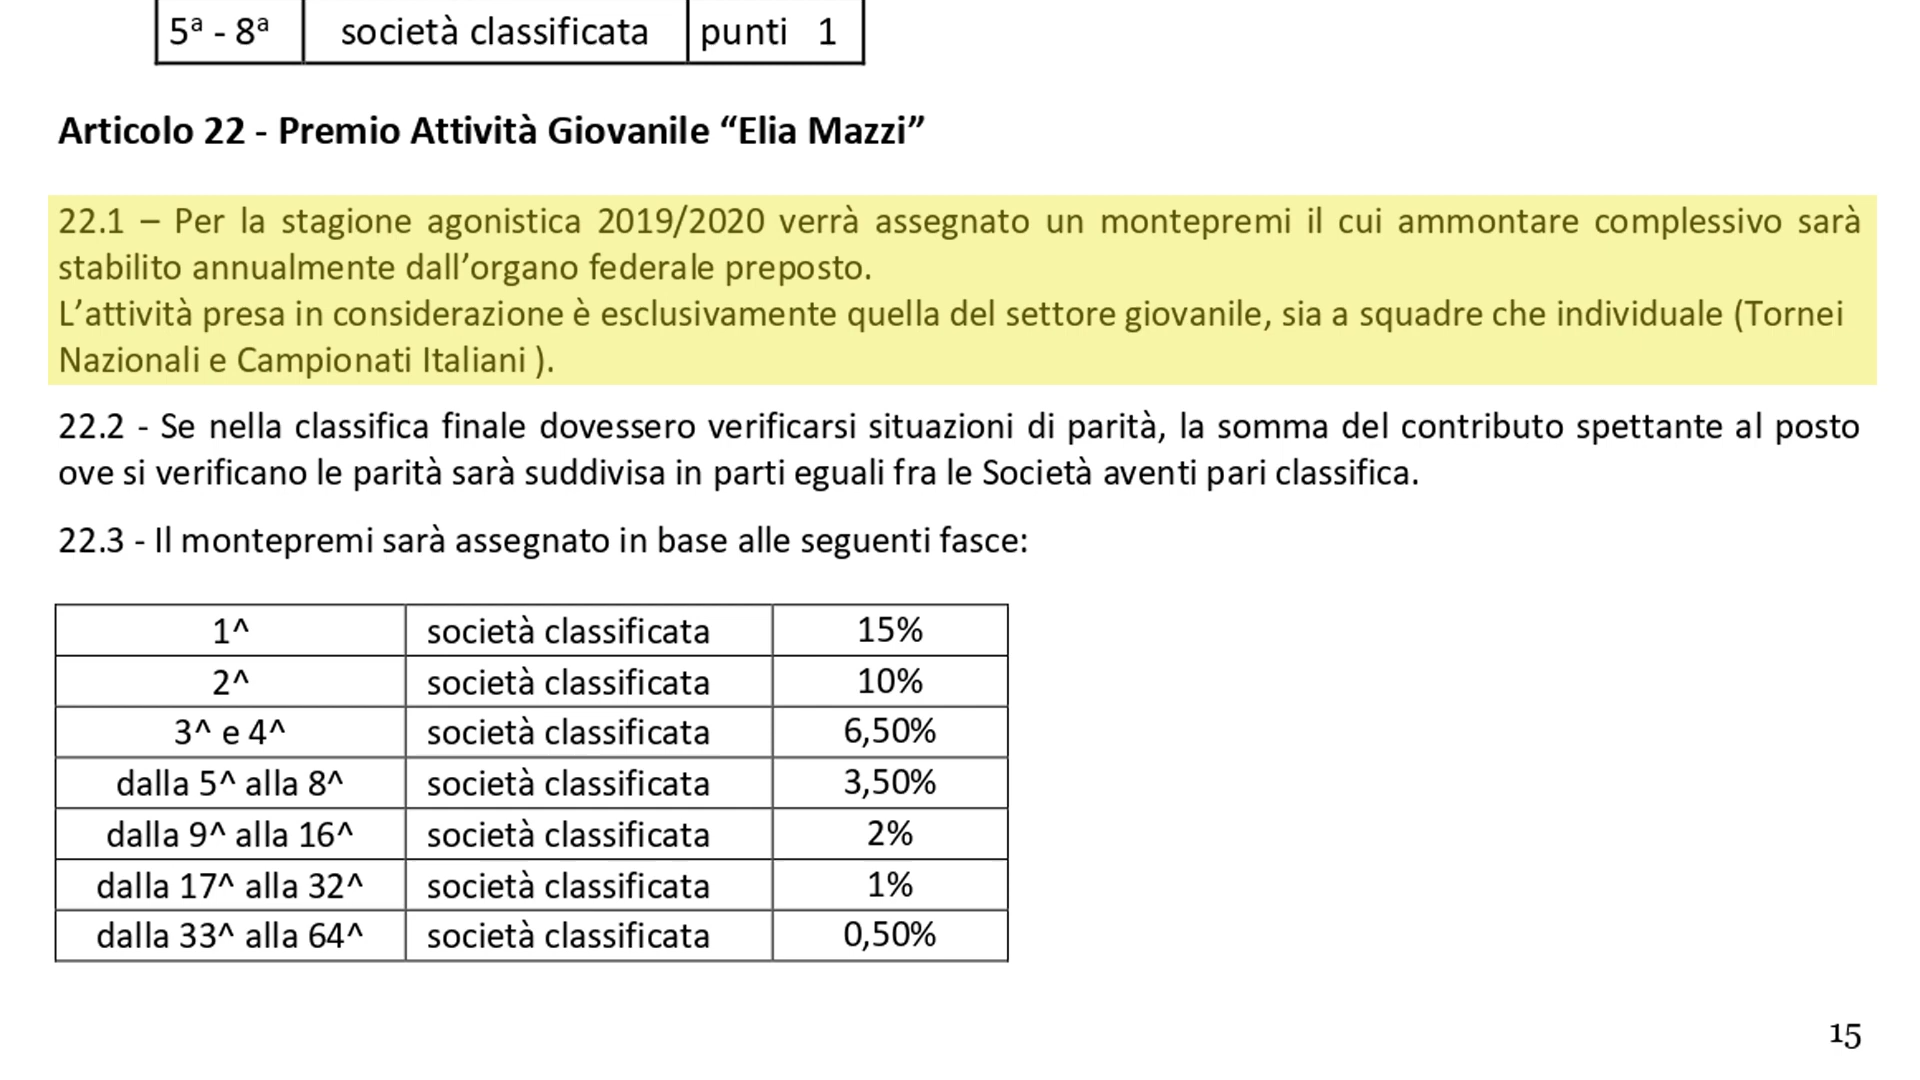 5ª - 8ª società classificata punti 1
Articolo 22 - Premio Attività Giovanile “Elia Mazzi”
22.1 – Per la stagione agonistica 2019/2020 verrà assegnato un montepremi il cui ammontare complessivo sarà
stabilito annualmente dall’organo federale preposto.
L’attività presa in considerazione è esclusivamente quella del settore giovanile, sia a squadre che individuale (Tornei
Nazionali e Campionati Italiani ).
22.2 - Se nella classifica finale dovessero verificarsi situazioni di parità, la somma del contributo spettante al posto
ove si verificano le parità sarà suddivisa in parti eguali fra le Società aventi pari classifica.
22.3 - Il montepremi sarà assegnato in base alle seguenti fasce:
1^ società classificata 15%
2^ società classificata 10%
3^ e 4^ società classificata 6,50%
dalla 5^ alla 8^ società classificata 3,50%
dalla 9^ alla 16^ società classificata 2%
dalla 17^ alla 32^ società classificata 1%
dalla 33^ alla 64^ società classificata 0,50%
15